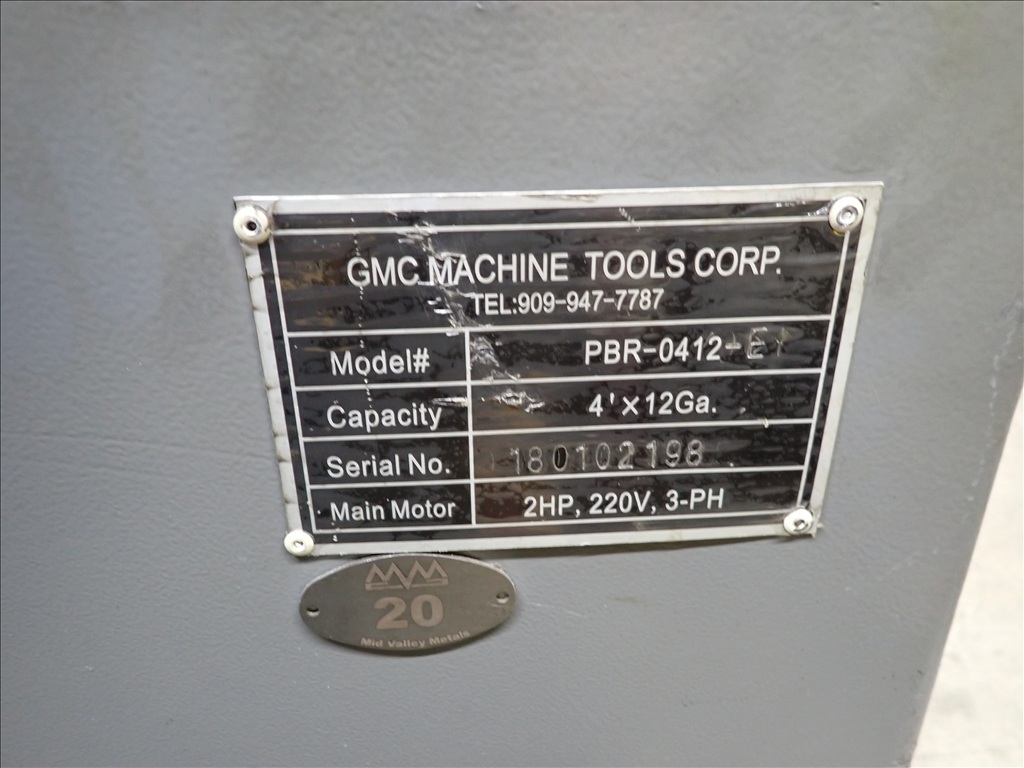 GMC MACHINE TOOLS CORP.
TEL:909-947-7787
Model# PBR-0412-E
Capacity 4'x12Ga.
Serial No. 180102198
Main Motor 2HP, 220V, 3-PH
MVM
20
Mid Valley Metals